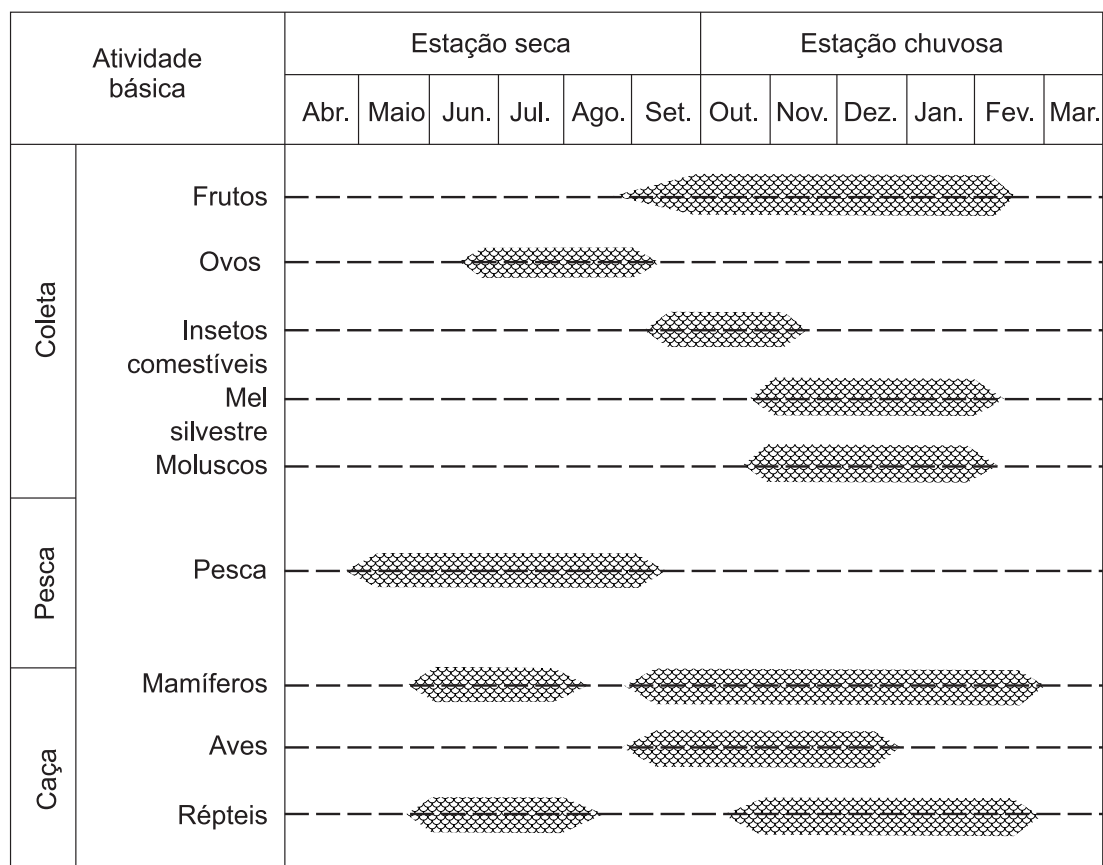 Atividade
básica
Estação seca
Estação chuvosa
Abr.
Maio
Jun.
Jul.
Ago.
Set.
Out.
Nov.
Dez.
Jan.
Fev.
Mar.
Coleta
Frutos
Ovos
Insetos
comestíveis
Mel
silvestre
Moluscos
Pesca
Pesca
Caça
Mamíferos
Aves
Répteis